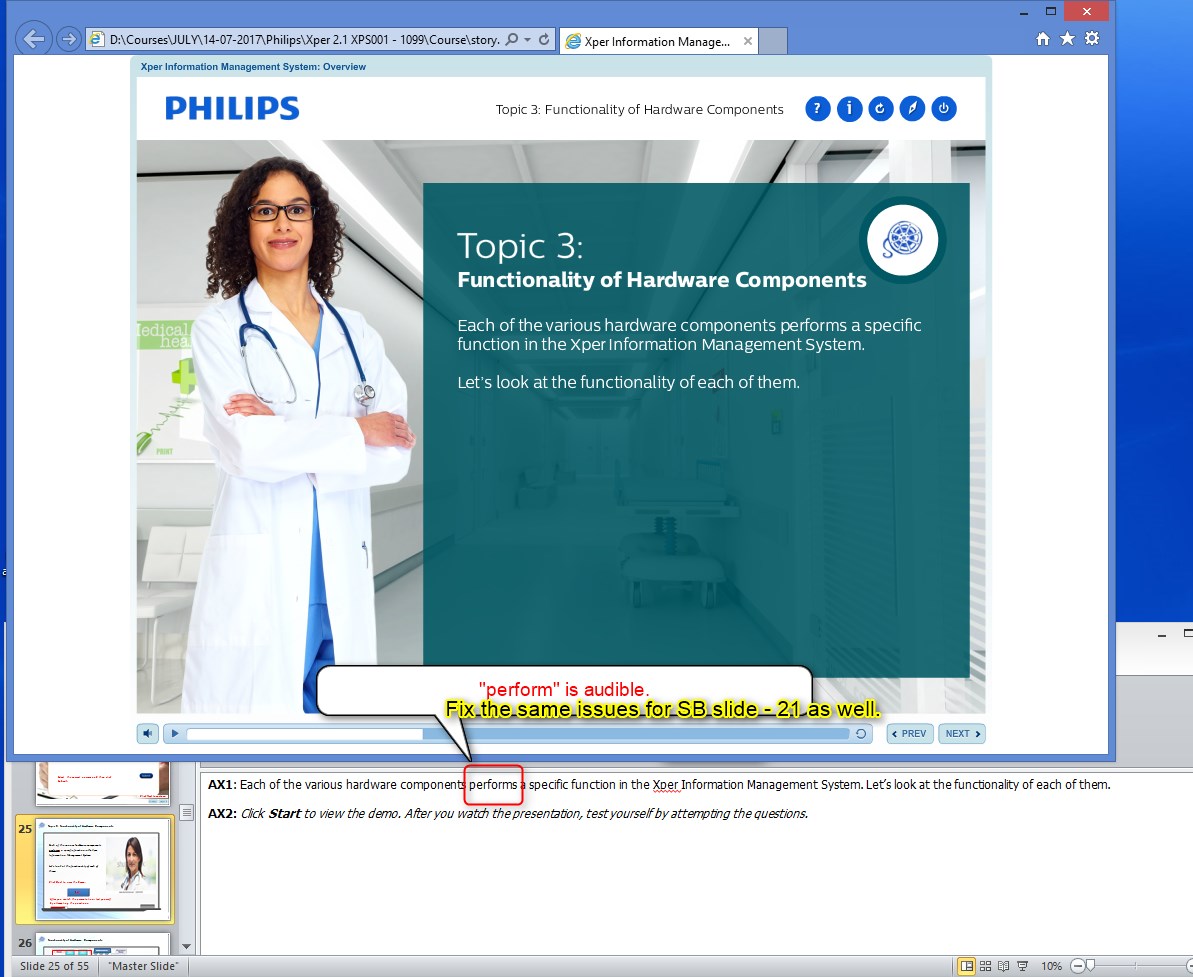 D:\Courses\JULY\14-07-2017\Philips\Xper 2.1 XPS001 - 1099\Course\story.
Xper Information Manage...
Xper Information Management System: Overview
PHILIPS
Topic 3: Functionality of Hardware Components
?
i
Topic 3:
Functionality of Hardware Components
Each of the various hardware components performs a specific
function in the Xper Information Management System.
Let's look at the functionality of each of them.
Medical
heal
PRINT
"perform" is audible.
Fix the same issues for SB slide - 21 as well.
PREV
NEXT
AX1: Each of the various hardware components performs a specific function in the Xper Information Management System. Let's look at the functionality of each of them.
AX2: Click Start to view the demo. After you watch the presentation, test yourself by attempting the questions.
25
26
Slide 25 of 55
"Master Slide"
10%